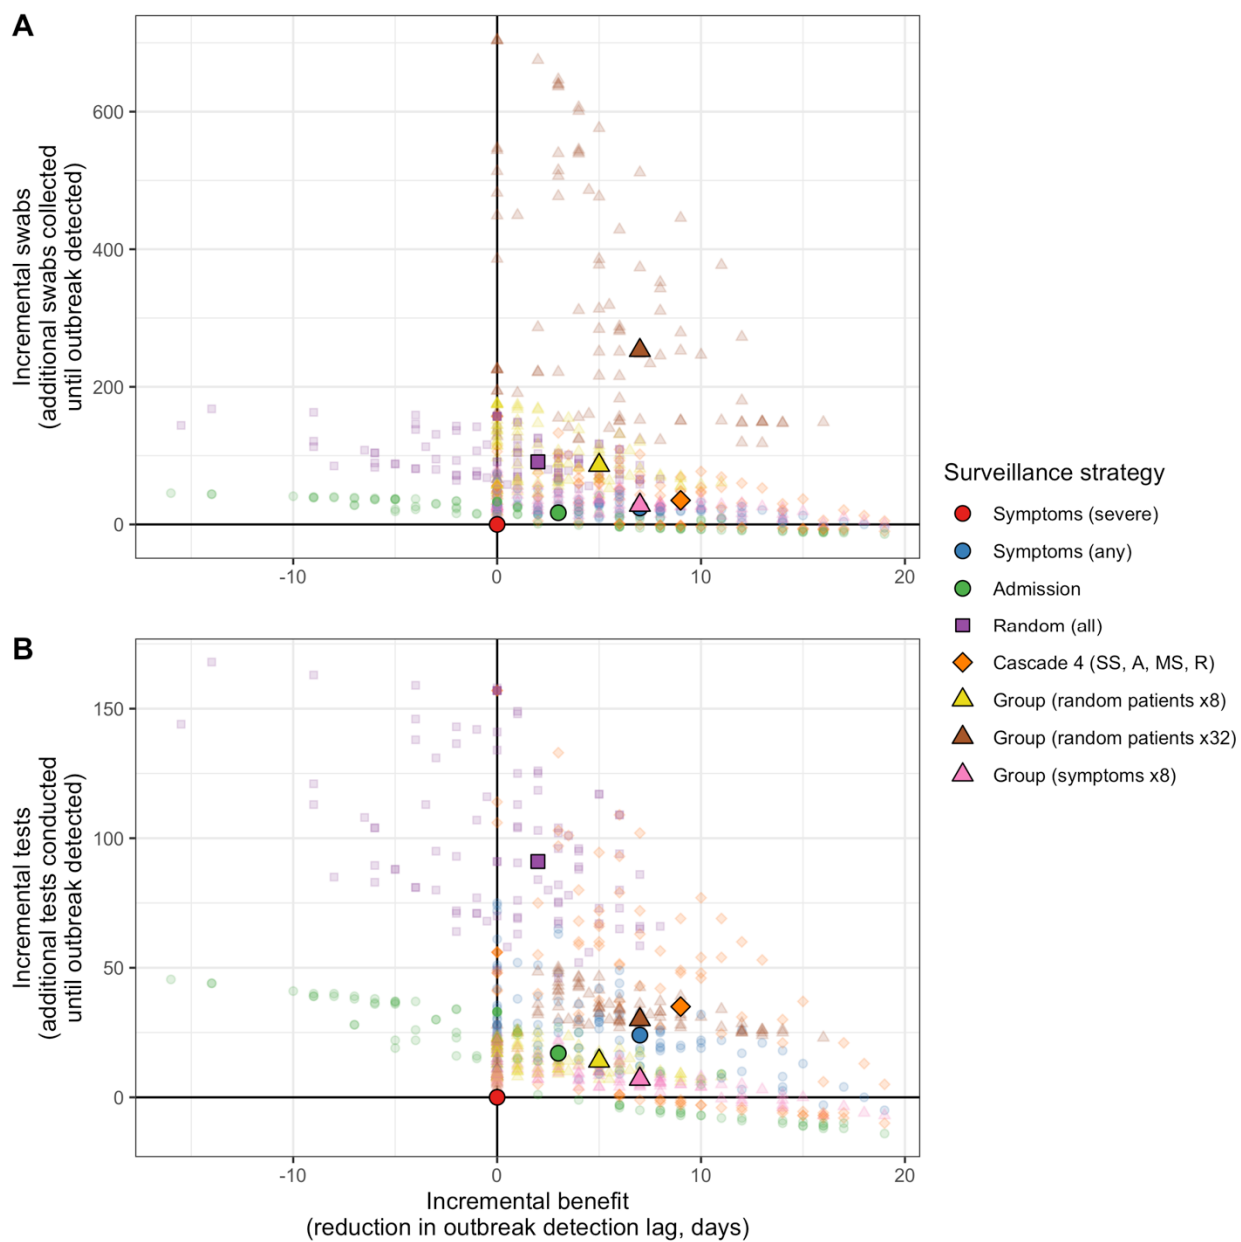 A
600
400
200
0
-10
0
10
20
Incremental swabs
(additional swabs collected
until outbreak detected)
Surveillance strategy
Symptoms (severe)
Symptoms (any)
Admission
Random (all)
Cascade 4 (SS, A, MS, R)
Group (random patients x8)
Group (random patients x32)
Group (symptoms x8)
B
150
100
50
0
-10
0
10
20
Incremental tests
(additional tests conducted
until outbreak detected)
Incremental benefit
(reduction in outbreak detection lag, days)